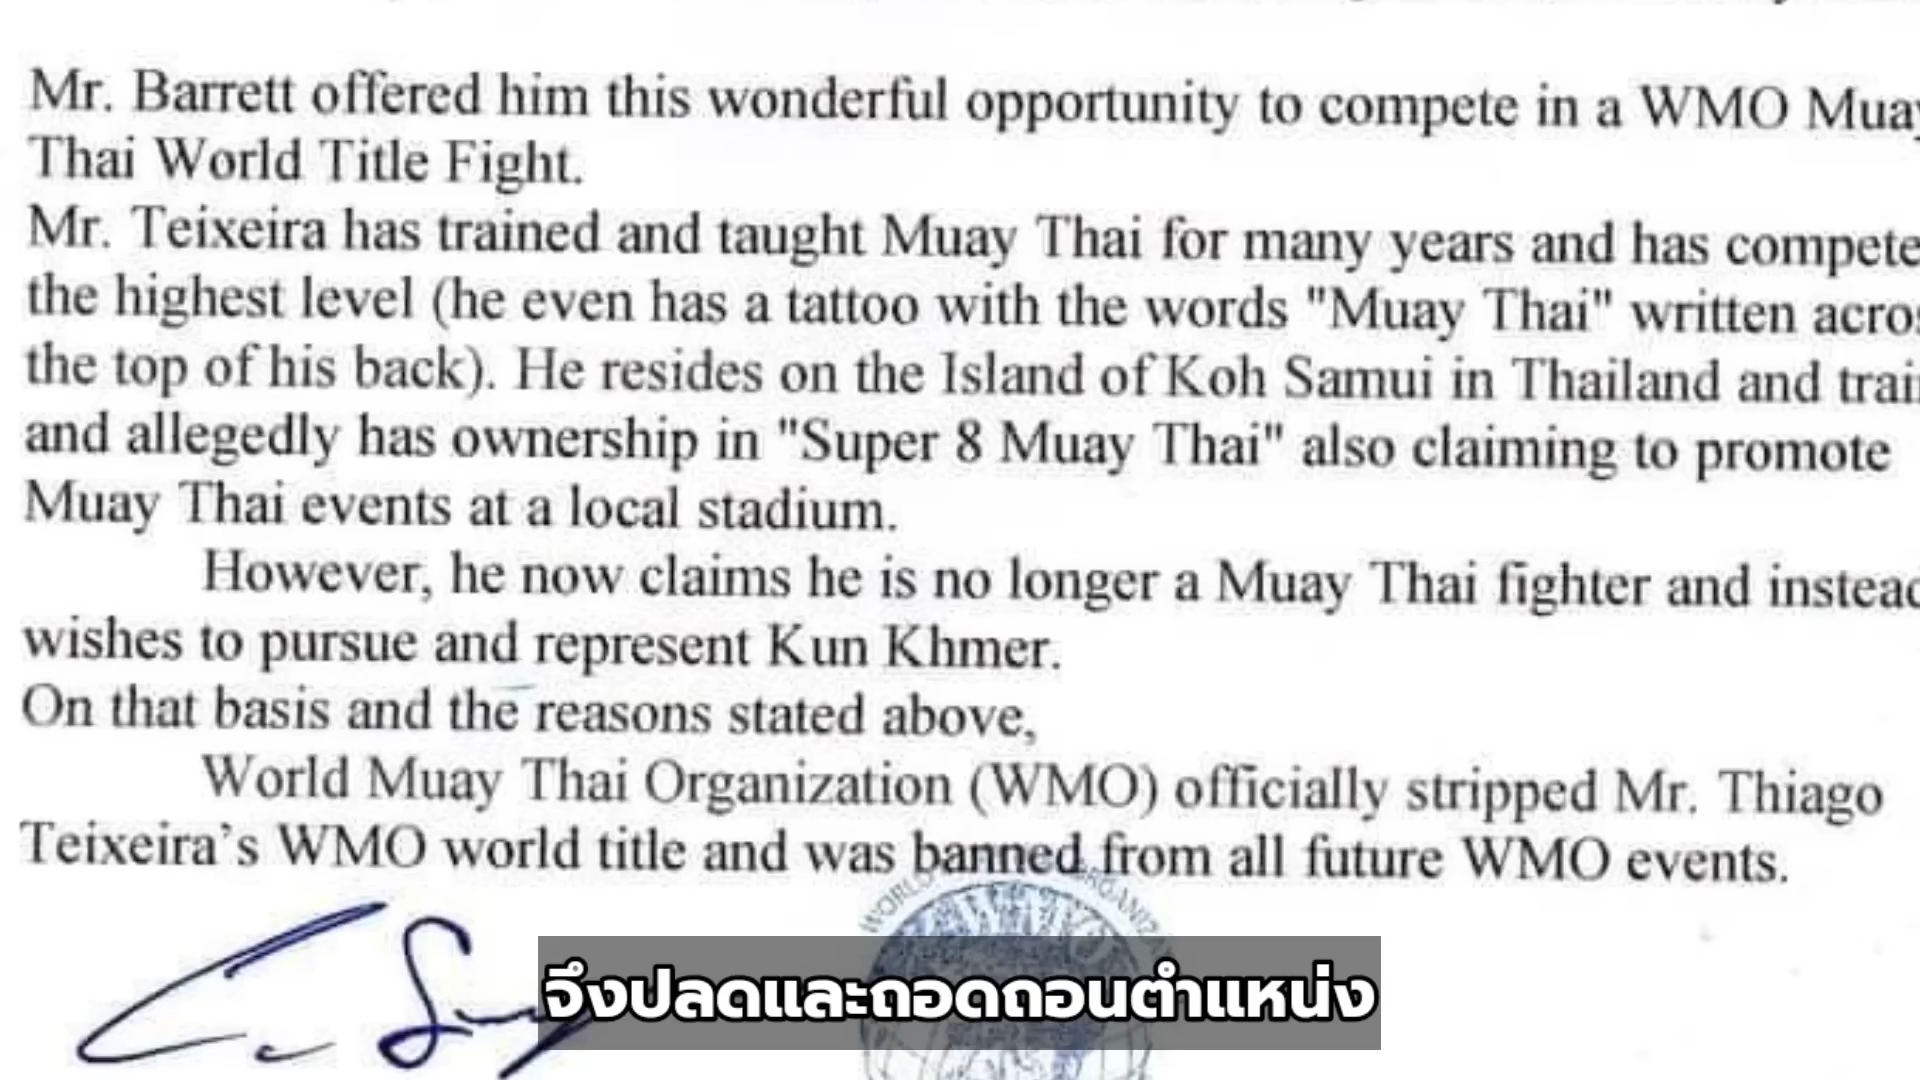 Mr. Barrett offered him this wonderful opportunity to compete in a WMO Muay
Thai World Title Fight.
Mr. Teixeira has trained and taught Muay Thai for many years and has compete
the highest level (he even has a tattoo with the words "Muay Thai" written acros
the top of his back). He resides on the Island of Koh Samui in Thailand and train
and allegedly has ownership in "Super 8 Muay Thai" also claiming to promote
Muay Thai events at a local stadium.
However, he now claims he is no longer a Muay Thai fighter and instead
wishes to pursue and represent Kun Khmer.
On that basis and the reasons stated above,
World Muay Thai Organization (WMO) officially stripped Mr. Thiago
Teixeira’s WMO world title and was banned from all future WMO events.
WORLD
จึงปลดและถอดถอนตำแหน่ง